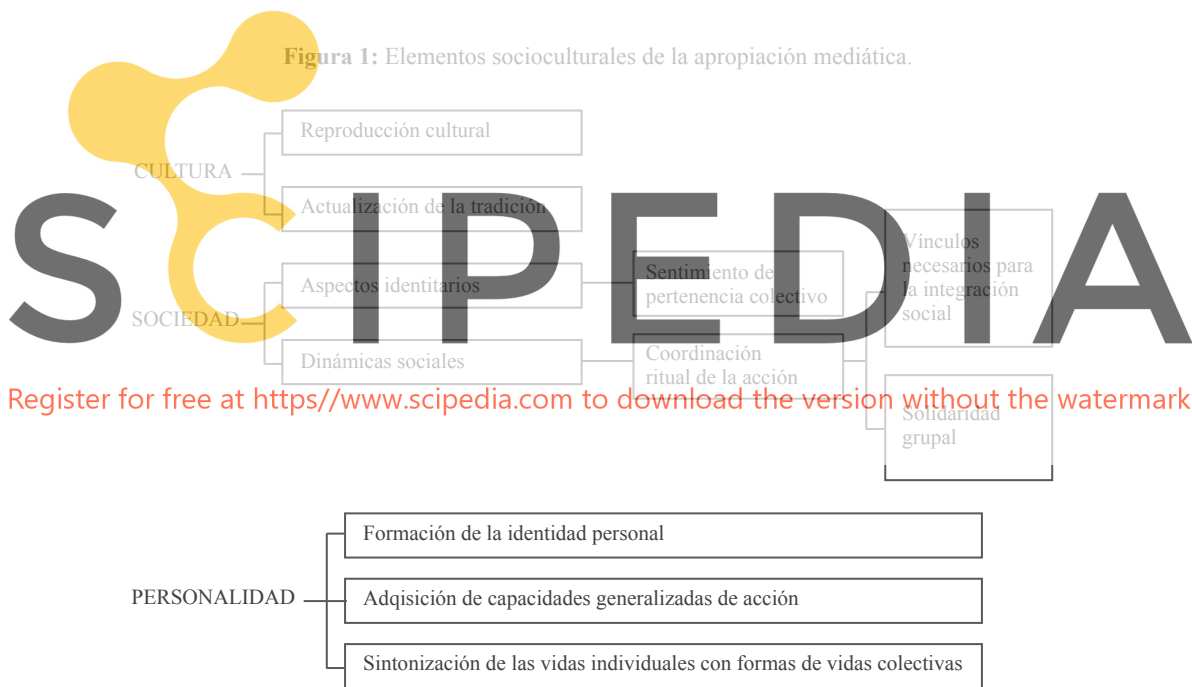 Figura 1: Elementos socioculturales de la apropiación mediática.
CULTURA
Reproducción cultural
Actualización de la tradición
SOCIEDAD
Aspectos identitarios
Sentimiento de
pertenencia colectivo
Dinámicas sociales
Coordinación
ritual de la acción
Vínculos
necesarios para
la integración
social
Solidaridad
grupal
SCIPEDIA
Register for free at https//www.scipedia.com to download the version without the watermark
PERSONALIDAD
Formación de la identidad personal
Adqisición de capacidades generalizadas de acción
Sintonización de las vidas individuales con formas de vidas colectivas